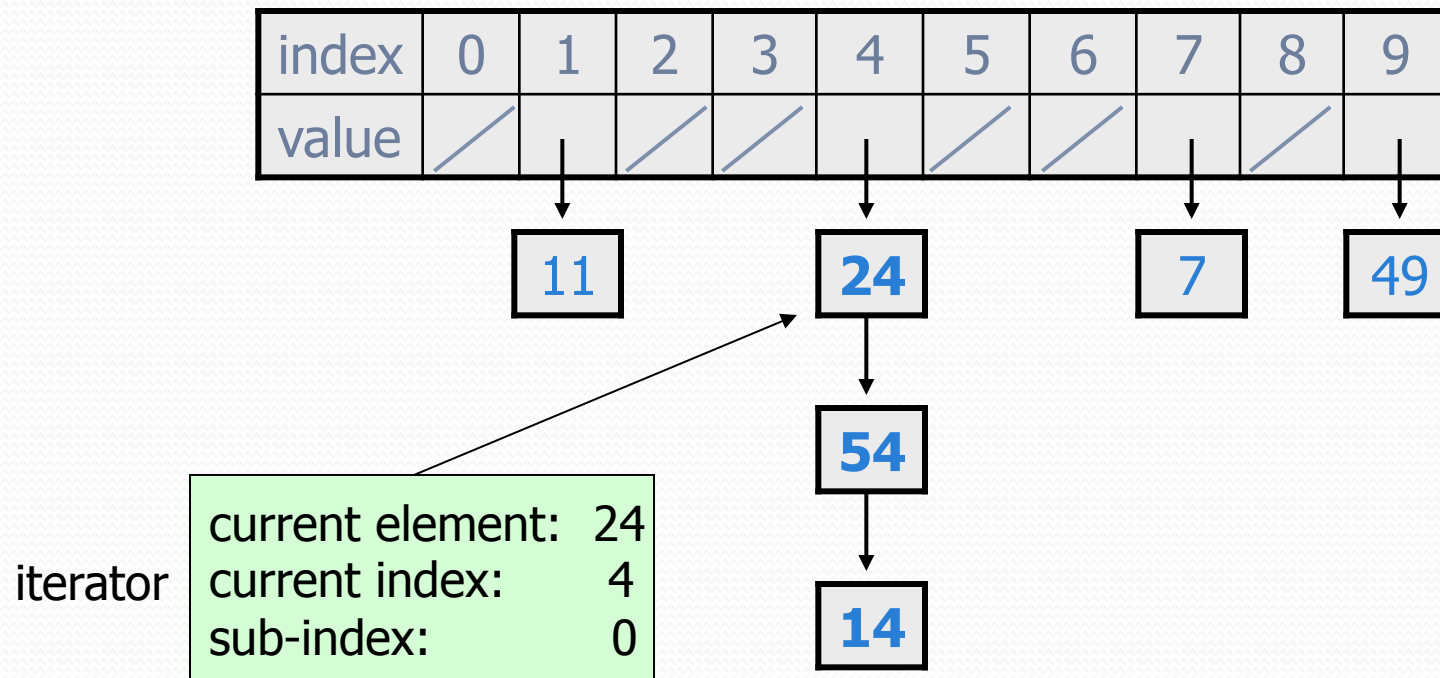 index 0 1 2 3 4 5 6 7 8 9
value
11 24 7 49
54
current element: 24
iterator current index: 4
sub-index: 0
14